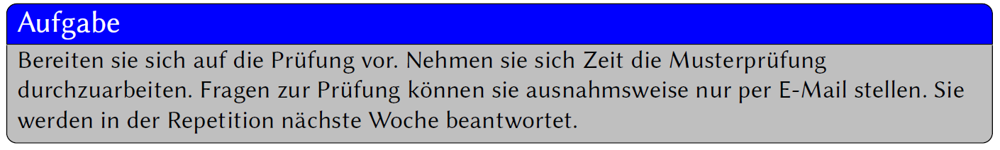 Aufgabe
Bereiten sie sich auf die Prüfung vor. Nehmen sie sich Zeit die Musterprüfung
durchzuarbeiten. Fragen zur Prüfung können sie ausnahmsweise nur per E-Mail stellen. Sie
werden in der Repetition nächste Woche beantwortet.